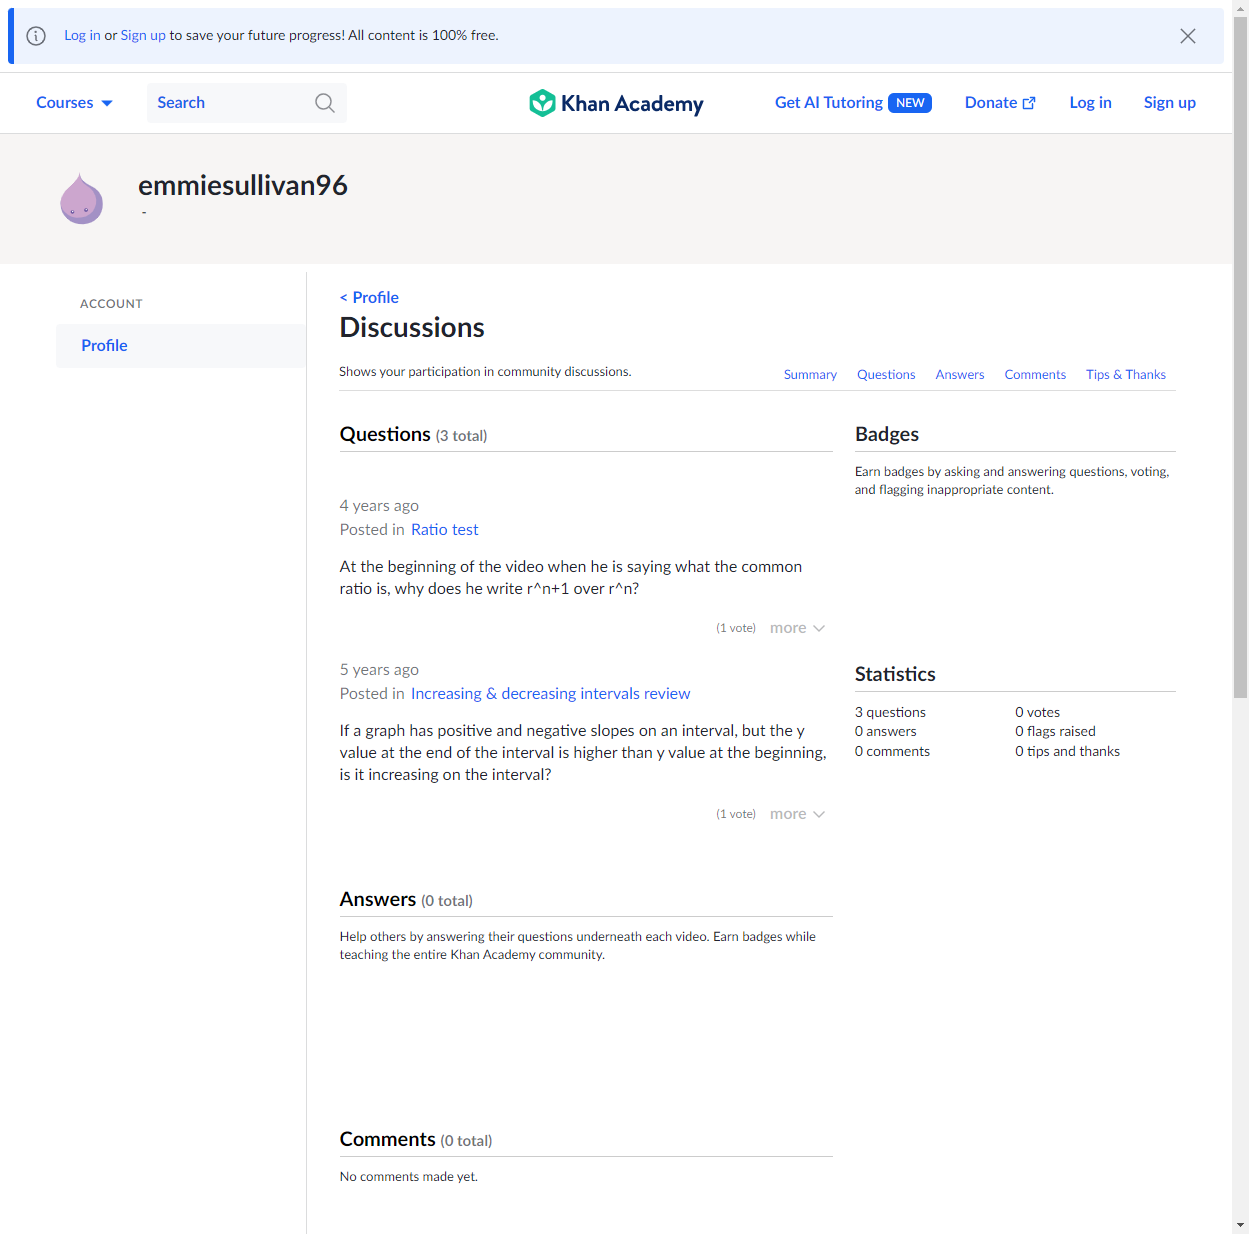 Log in or Sign up to save your future progress! All content is 100% free.
Courses
Search
Khan Academy
Get AI Tutoring NEW
Donate
Log in
Sign up
emmiesullivan96
-
ACCOUNT
Profile
< Profile
Discussions
Shows your participation in community discussions.
Summary
Questions
Answers
Comments
Tips & Thanks
Questions (3 total)
4 years ago
Posted in Ratio test
At the beginning of the video when he is saying what the common
ratio is, why does he write r^n+1 over r^n?
(1 vote) more
5 years ago
Posted in Increasing & decreasing intervals review
If a graph has positive and negative slopes on an interval, but the y
value at the end of the interval is higher than y value at the beginning,
is it increasing on the interval?
(1 vote) more
Badges
Earn badges by asking and answering questions, voting,
and flagging inappropriate content.
Statistics
3 questions
0 votes
0 answers
0 flags raised
0 comments
0 tips and thanks
Answers (0 total)
Help others by answering their questions underneath each video. Earn badges while
teaching the entire Khan Academy community.
Comments (0 total)
No comments made yet.